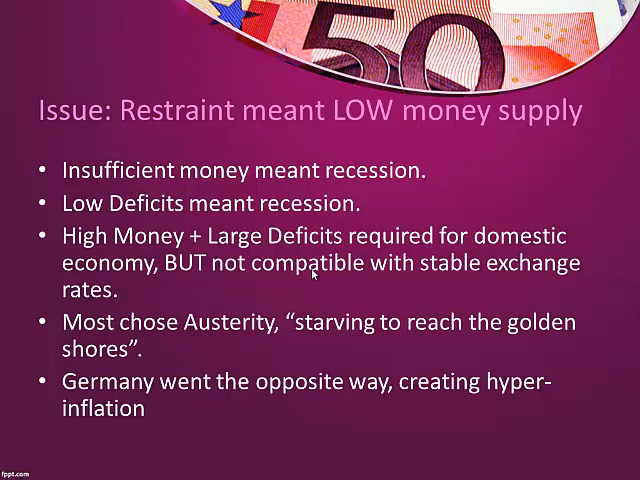 50
Issue: Restraint meant LOW money supply
• Insufficient money meant recession.
• Low Deficits meant recession.
• High Money + Large Deficits required for domestic
economy, BUT not compatible with stable exchange
rates.
• Most chose Austerity, “starving to reach the golden
shores”.
• Germany went the opposite way, creating hyper-
inflation
fppt.com